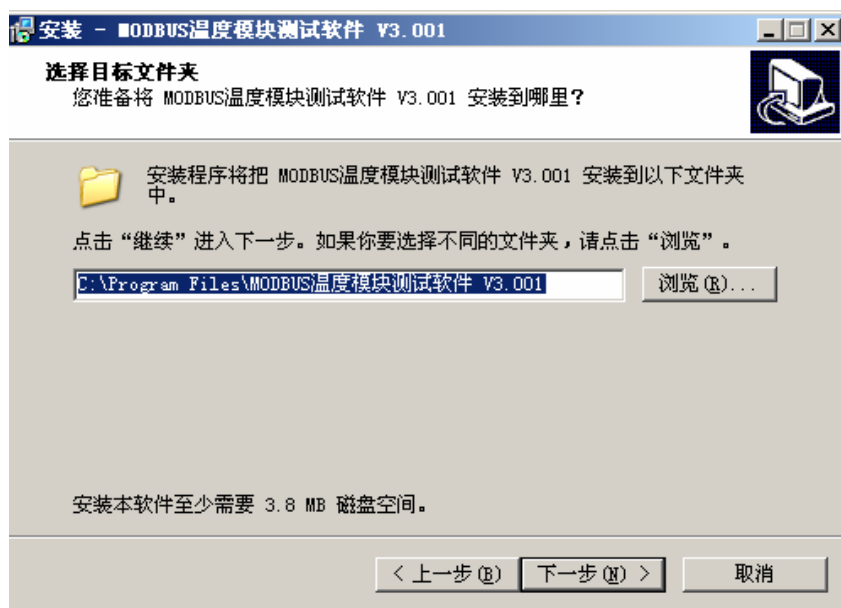 安装 - MODBUS温度模块测试软件 V3.001
选择目标文件夹
您准备将 MODBUS温度模块测试软件 V3.001 安装到哪里?
安装程序将把 MODBUS温度模块测试软件 V3.001 安装到以下文件夹
中。
点击“继续”进入下一步。如果你要选择不同的文件夹，请点击“浏览”。
C:\Program Files\MODBUS温度模块测试软件 V3.001
浏览(R)...
安装本软件至少需要 3.8 MB 磁盘空间。
< 上一步(B)
下一步(N) >
取消